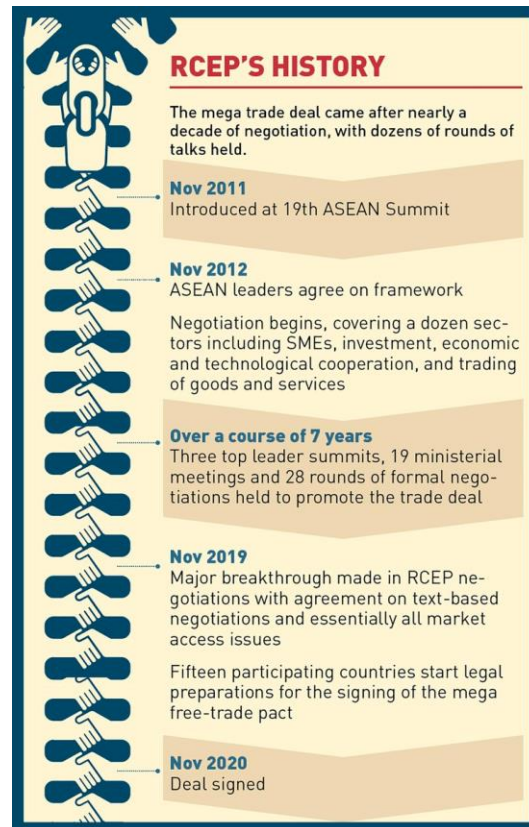 RCEP'S HISTORY
The mega trade deal came after nearly a
decade of negotiation, with dozens of rounds of
talks held.
Nov 2011
Introduced at 19th ASEAN Summit
Nov 2012
ASEAN leaders agree on framework
Negotiation begins, covering a dozen sec-
tors including SMEs, investment, economic
and technological cooperation, and trading
of goods and services
Over a course of 7 years
Three top leader summits, 19 ministerial
meetings and 28 rounds of formal nego-
tiations held to promote the trade deal
Nov 2019
Major breakthrough made in RCEP ne-
gotiations with agreement on text-based
negotiations and essentially all market
access issues
Fifteen participating countries start legal
preparations for the signing of the mega
free-trade pact
Nov 2020
Deal signed